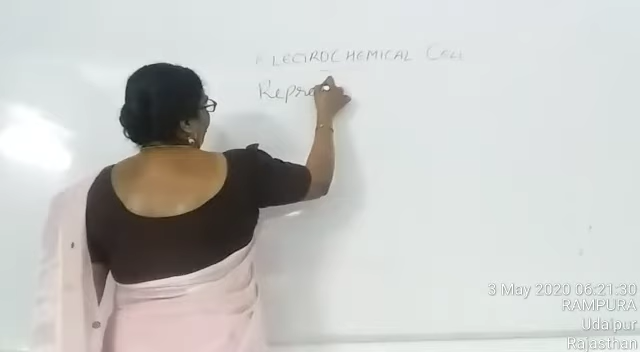 ELECTROCHEMICAL CELL
Repre
3 May 2020 06:21:30
RAMPURA
Udaipur
Rajasthan